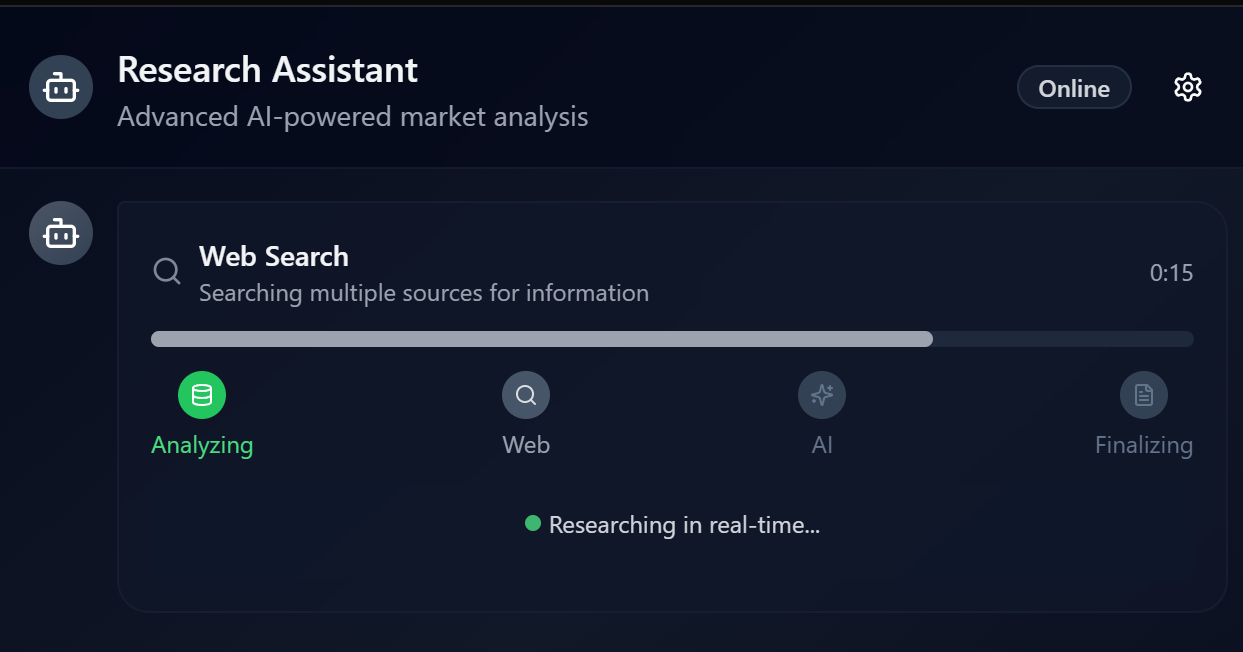 Research Assistant
Advanced AI-powered market analysis
Online
Web Search
Searching multiple sources for information
0:15
Analyzing
Web
AI
Finalizing
Researching in real-time...